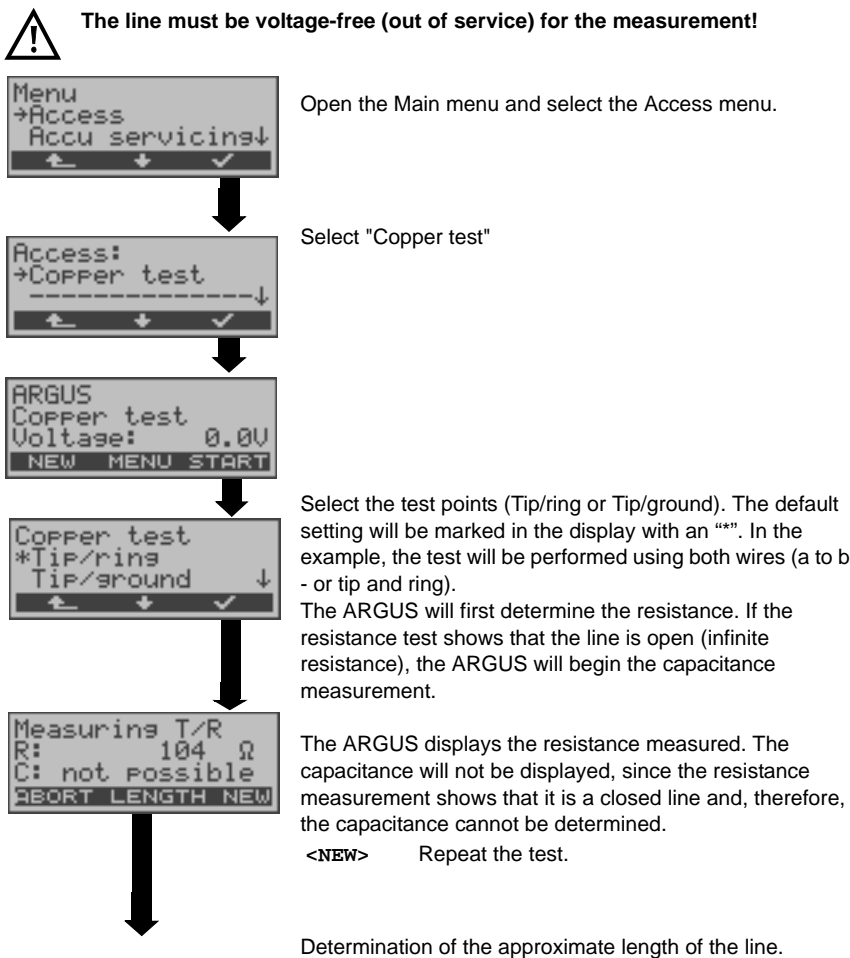 The line must be voltage-free (out of service) for the measurement!
Menu
→Access
Accu servicing↓
Open the Main menu and select the Access menu.
Access:
→Copper test
--------------↓
Select "Copper test"
ARGUS
Copper test
Voltage: 0.0V
NEW MENU START
Copper test
*Tip/ring
Tip/ground ↓
Select the test points (Tip/ring or Tip/ground). The default
setting will be marked in the display with an “*”. In the
example, the test will be performed using both wires (a to b
- or tip and ring).
The ARGUS will first determine the resistance. If the
resistance test shows that the line is open (infinite
resistance), the ARGUS will begin the capacitance
measurement.
Measuring T/R
R: 104 Ω
C: not possible
ABORT LENGTH NEW
The ARGUS displays the resistance measured. The
capacitance will not be displayed, since the resistance
measurement shows that it is a closed line and, therefore,
the capacitance cannot be determined.
<NEW> Repeat the test.
Determination of the approximate length of the line.